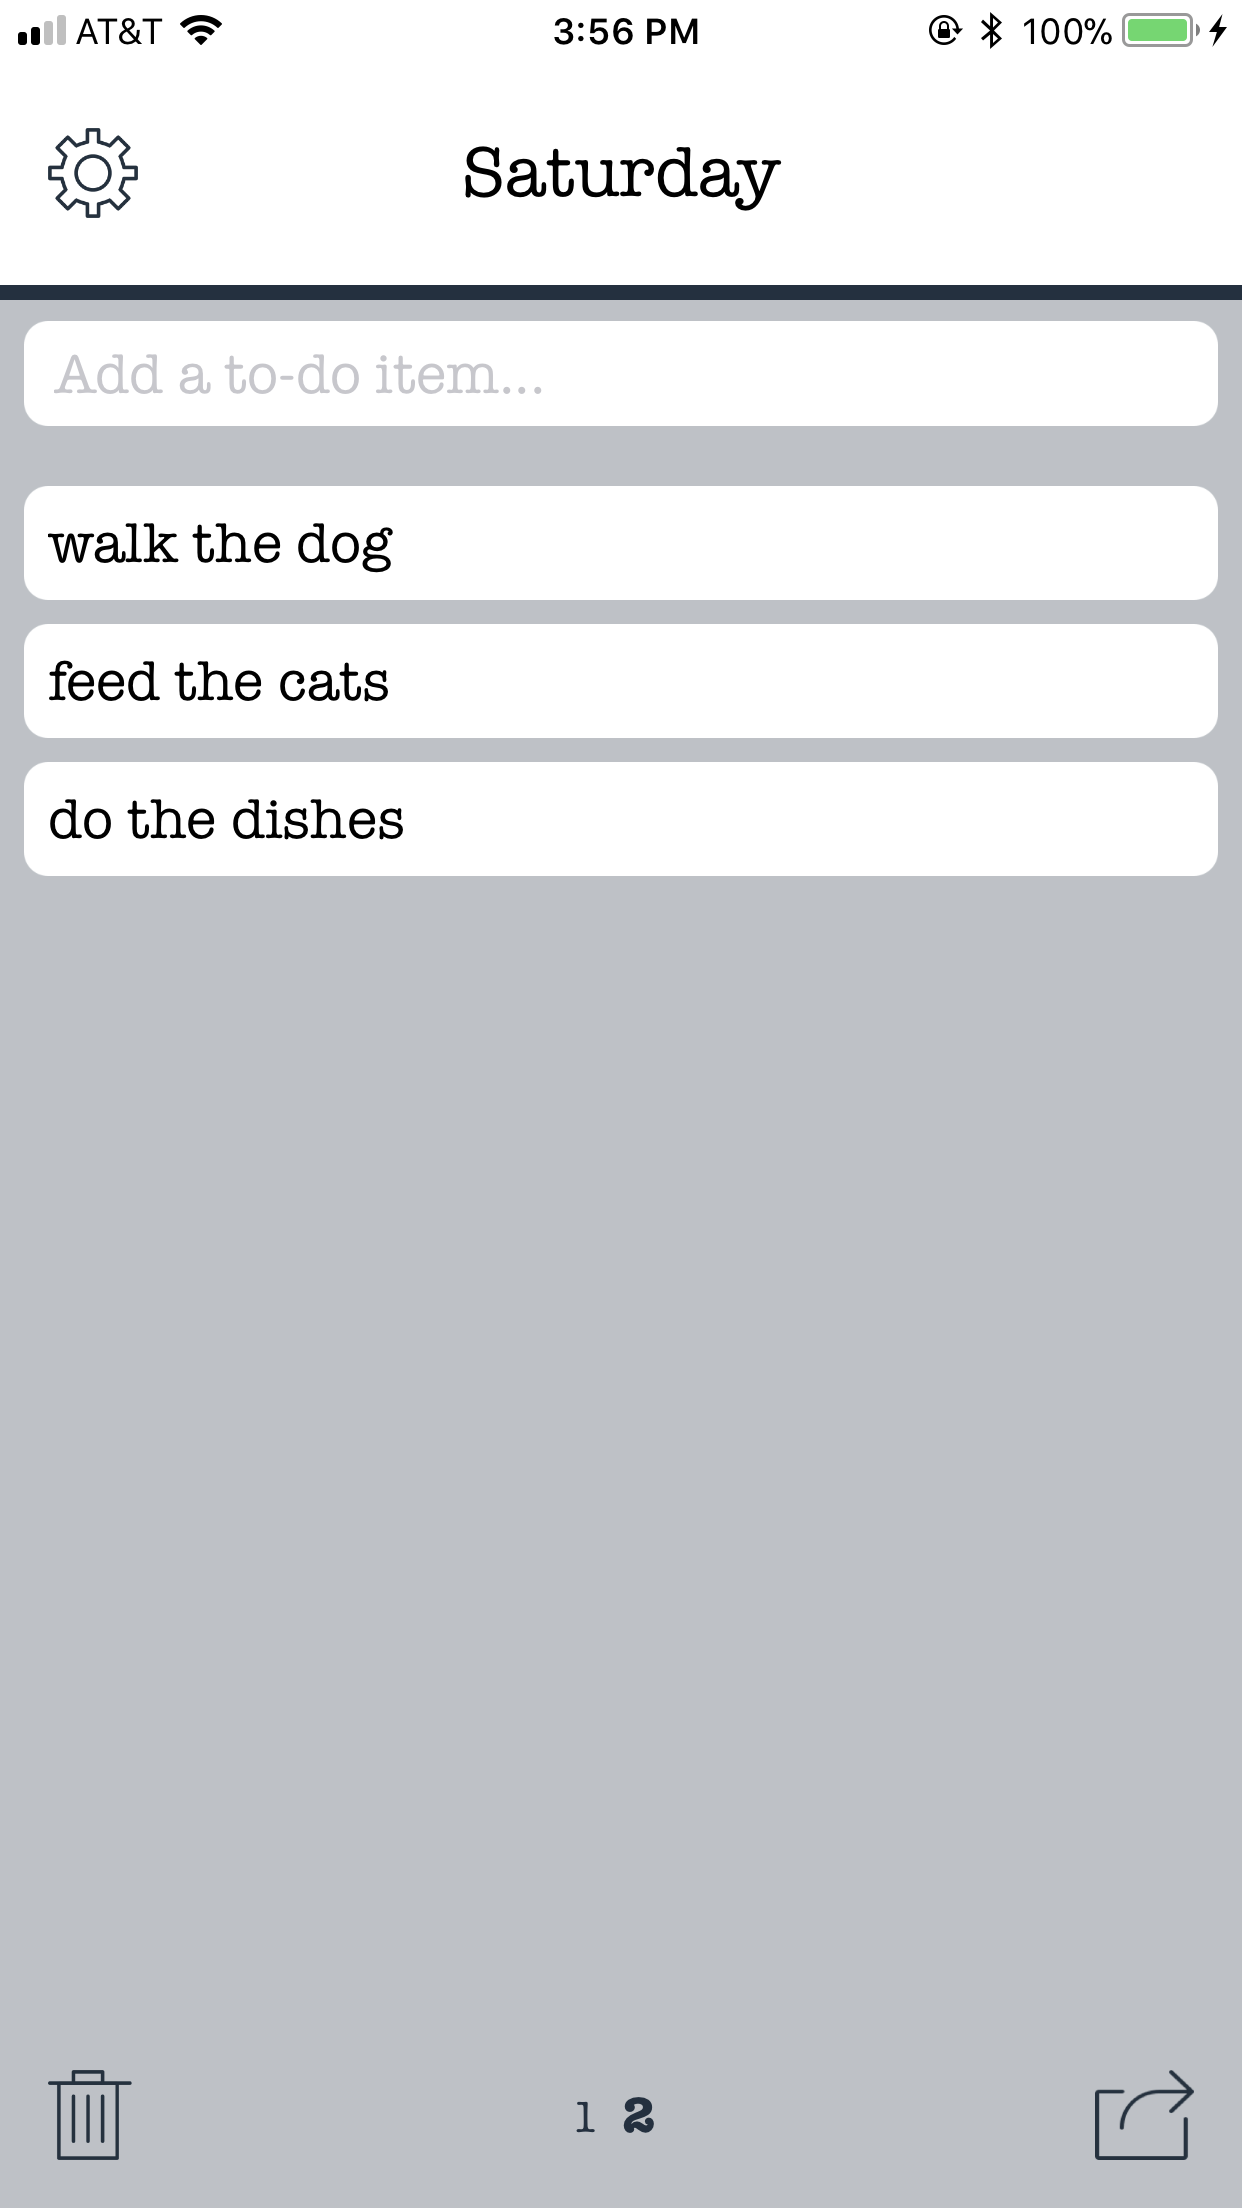 AT&T 3:56 PM 100%
Saturday
Add a to-do item...
walk the dog
feed the cats
do the dishes
1 2